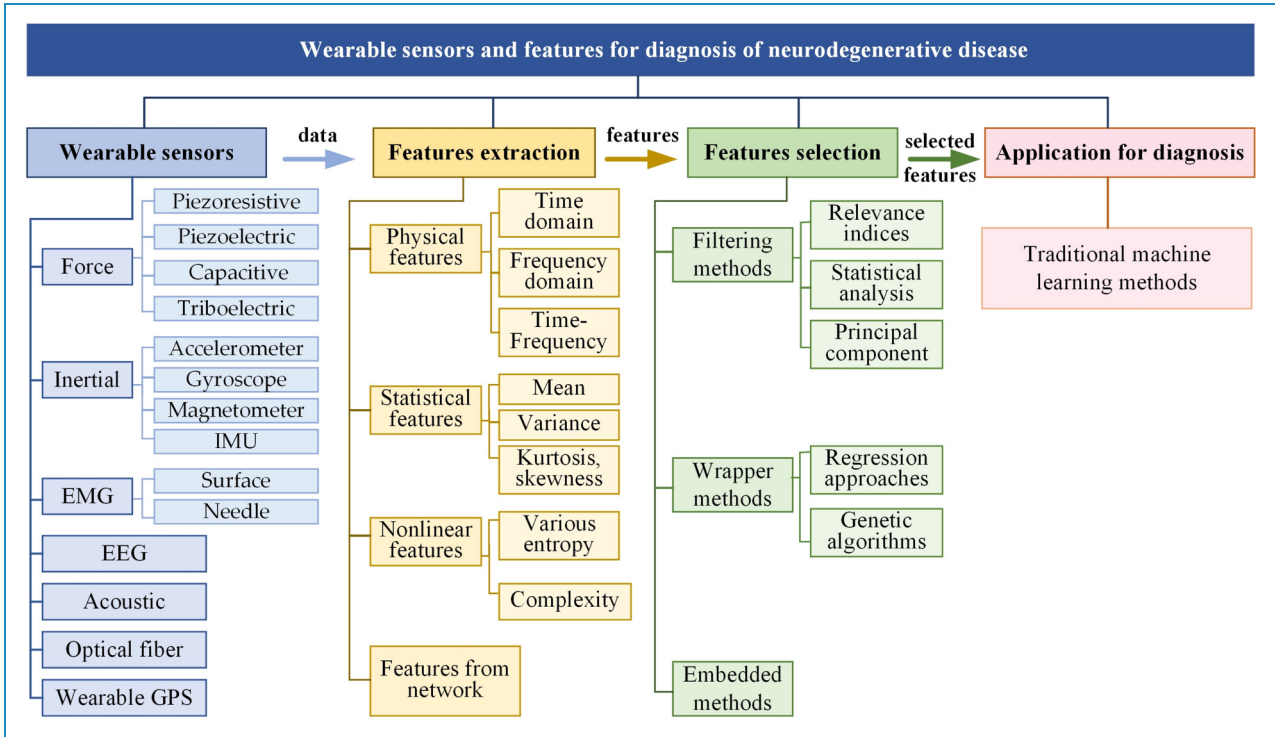 Wearable sensors and features for diagnosis of neurodegenerative disease
Wearable sensors
data
Features extraction
features
Features selection
selected
features
Application for diagnosis
Force
Piezoresistive
Piezoelectric
Capacitive
Triboelectric
Inertial
Accelerometer
Gyroscope
Magnetometer
IMU
EMG
Surface
Needle
EEG
Acoustic
Optical fiber
Wearable GPS
Physical
features
Time
domain
Frequency
domain
Time-
Frequency
Statistical
features
Mean
Variance
Kurtosis,
skewness
Nonlinear
features
Various
entropy
Complexity
Features from
network
Filtering
methods
Relevance
indices
Statistical
analysis
Principal
component
Wrapper
methods
Regression
approaches
Genetic
algorithms
Embedded
methods
Traditional machine
learning methods